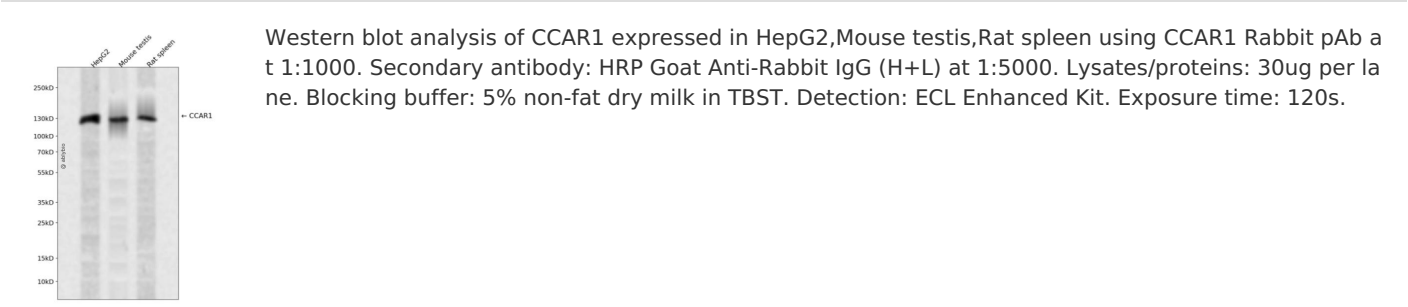 HepG2
Mouse testis
Rat spleen
250kD
130kD
← CCAR1
100kD
70kD
55kD
35kD
25kD
15kD
10kD
Western blot analysis of CCAR1 expressed in HepG2,Mouse testis,Rat spleen using CCAR1 Rabbit pAb a
t 1:1000. Secondary antibody: HRP Goat Anti-Rabbit IgG (H+L) at 1:5000. Lysates/proteins: 30ug per la
ne. Blocking buffer: 5% non-fat dry milk in TBST. Detection: ECL Enhanced Kit. Exposure time: 120s.